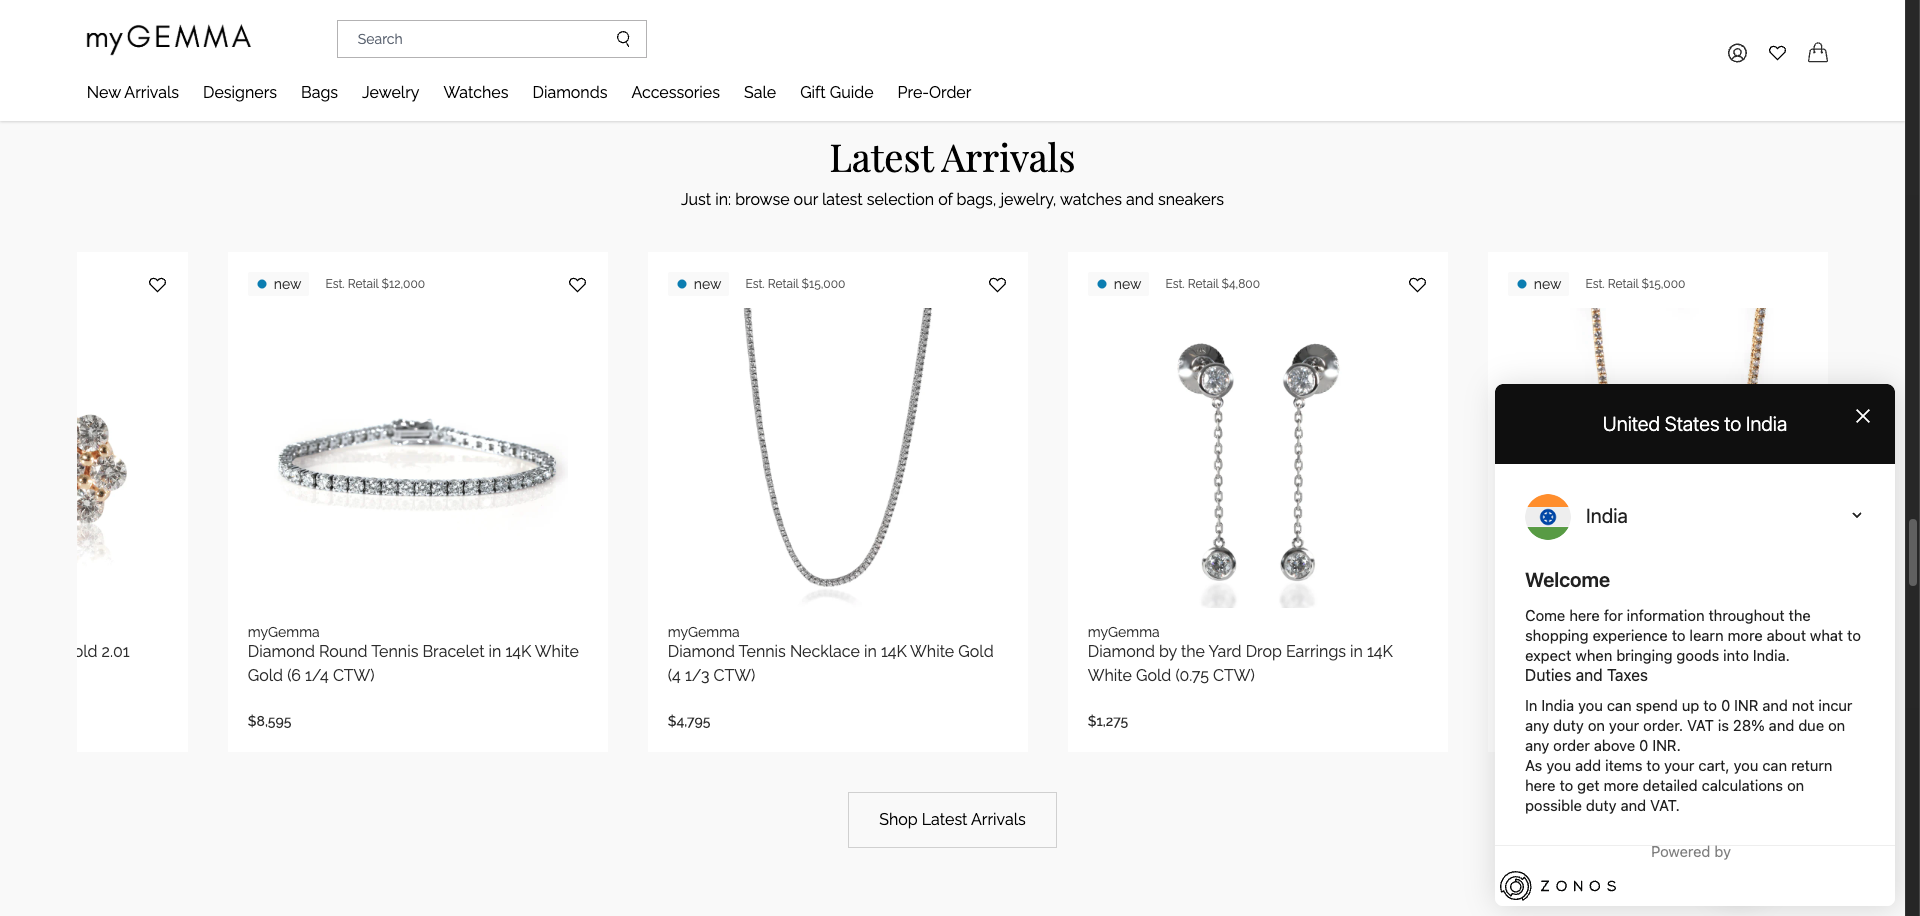 myGEMMA
Search
New Arrivals Designers Bags Jewelry Watches Diamonds Accessories Sale Gift Guide Pre-Order
Latest Arrivals
Just in: browse our latest selection of bags, jewelry, watches and sneakers
old 2.01
new Est. Retail $12,000
myGemma
Diamond Round Tennis Bracelet in 14K White
Gold (6 1/4 CTW)
$8,595
new Est. Retail $15,000
myGemma
Diamond Tennis Necklace in 14K White Gold
(4 1/3 CTW)
$4,795
new Est. Retail $4,800
myGemma
Diamond by the Yard Drop Earrings in 14K
White Gold (0.75 CTW)
$1,275
new Est. Retail $15,000
Shop Latest Arrivals
United States to India
India
Welcome
Come here for information throughout the
shopping experience to learn more about what to
expect when bringing goods into India.
Duties and Taxes
In India you can spend up to 0 INR and not incur
any duty on your order. VAT is 28% and due on
any order above 0 INR.
As you add items to your cart, you can return
here to get more detailed calculations on
possible duty and VAT.
Powered by
ZONOS